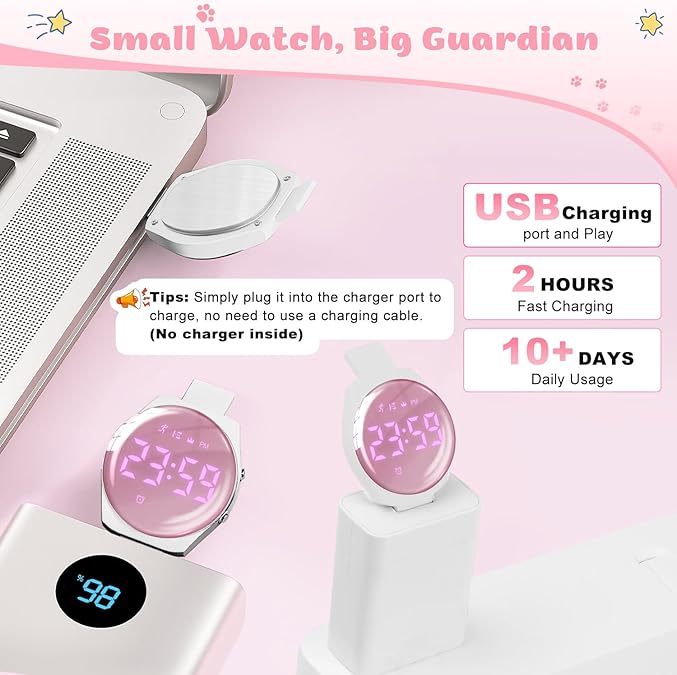 Small Watch, Big Guardian
USB Charging
port and Play
2 HOURS
Fast Charging
10+ DAYS
Daily Usage
Tips: Simply plug it into the charger port to
charge, no need to use a charging cable.
(No charger inside)
PM
23:59
PM
23:59
%98